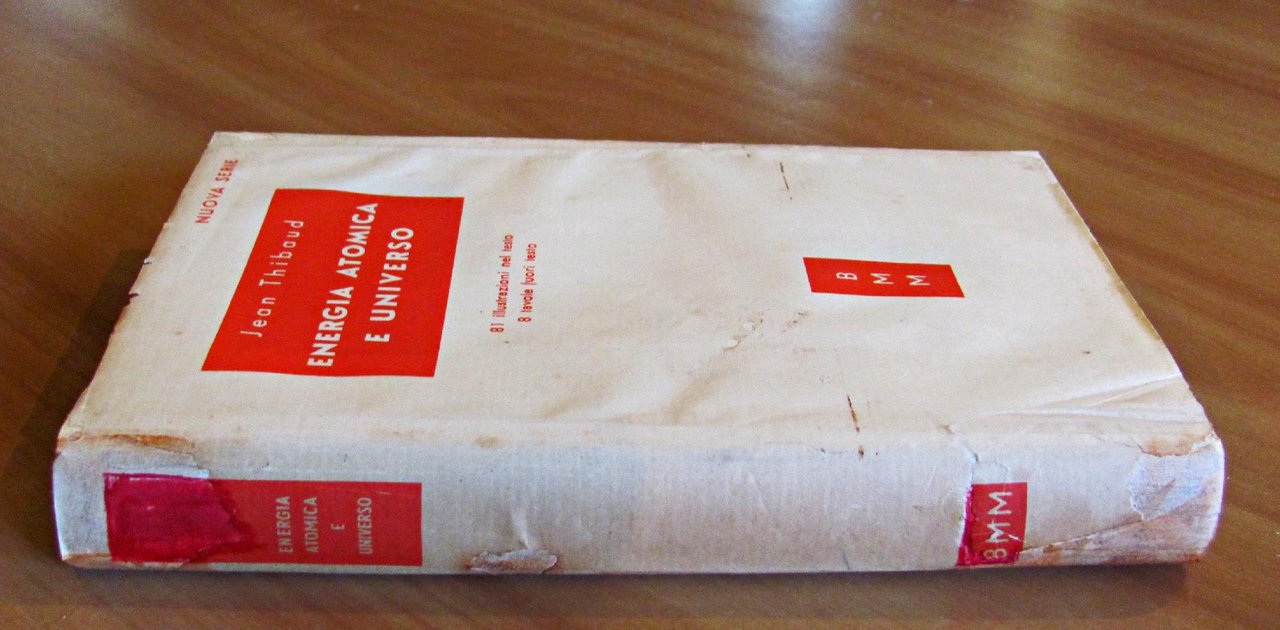 NUOVA SERIE
Jean Thibaud
ENERGIA ATOMICA
E UNIVERSO
81 illustrazioni nel testo
8 tavole fuori testo
B
M
M
ENERGIA
ATOMICA
E
UNIVERSO
BMM